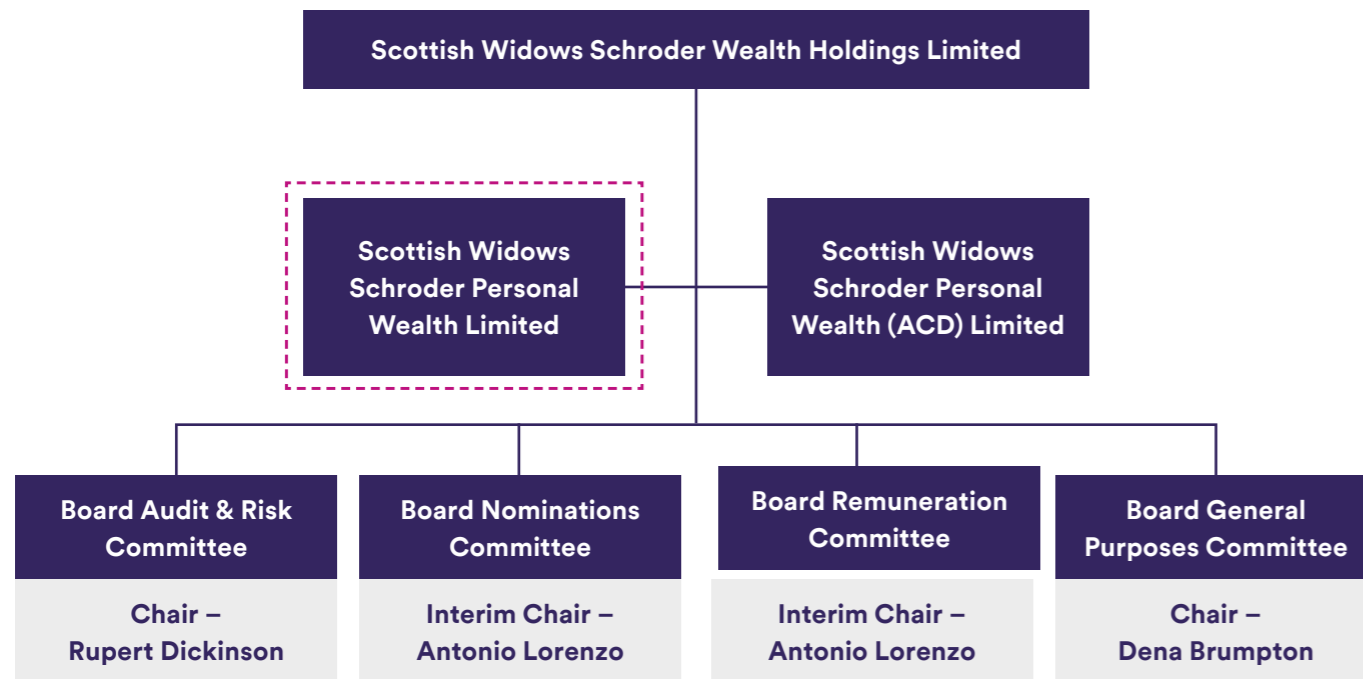 Scottish Widows Schroder Wealth Holdings Limited
Scottish Widows
Schroder Personal
Wealth Limited
Scottish Widows
Schroder Personal
Wealth (ACD) Limited
Board Audit & Risk
Committee
Chair –
Rupert Dickinson
Board Nominations
Committee
Interim Chair –
Antonio Lorenzo
Board Remuneration
Committee
Interim Chair –
Antonio Lorenzo
Board General
Purposes Committee
Chair –
Dena Brumpton